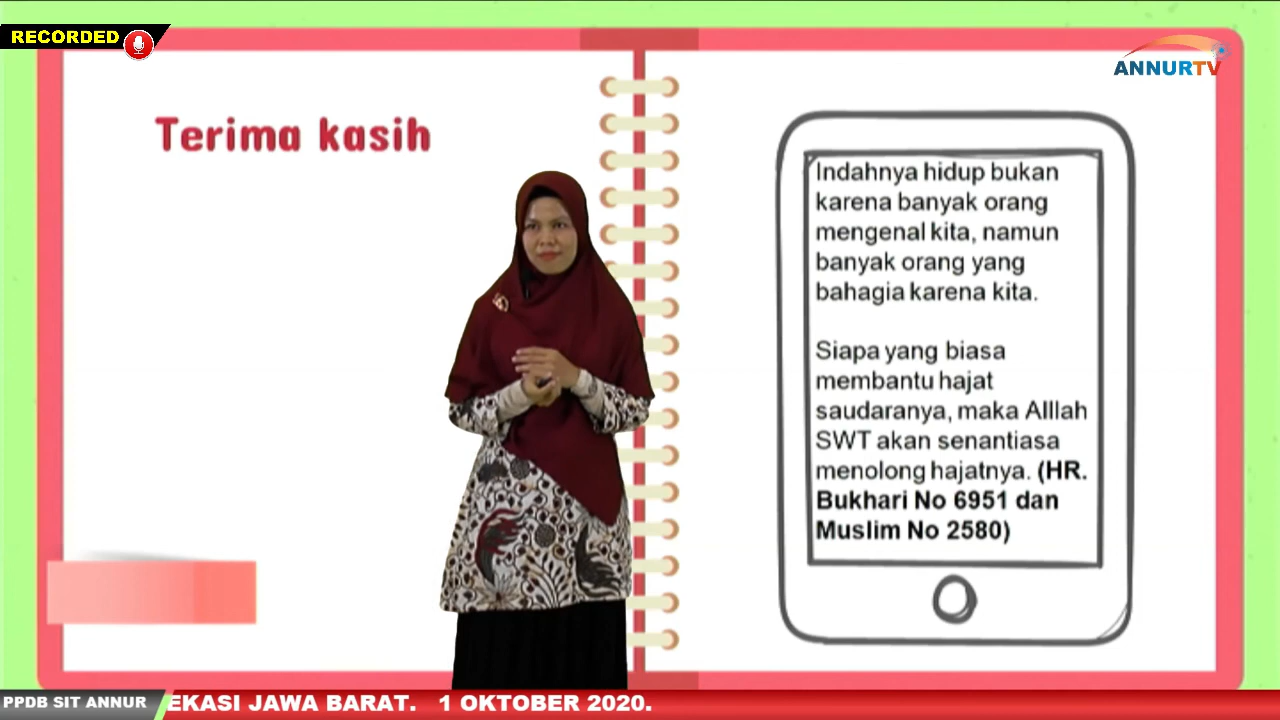 RECORDED
ANNURTV
Terima kasih
Indahnya hidup bukan
karena banyak orang
mengenal kita, namun
banyak orang yang
bahagia karena kita.
Siapa yang biasa
membantu hajat
saudaranya, maka Alllah
SWT akan senantiasa
menolong hajatnya. (HR.
Bukhari No 6951 dan
Muslim No 2580)
PPDB SIT ANNUR
EKASI JAWA BARAT. 1 OKTOBER 2020.